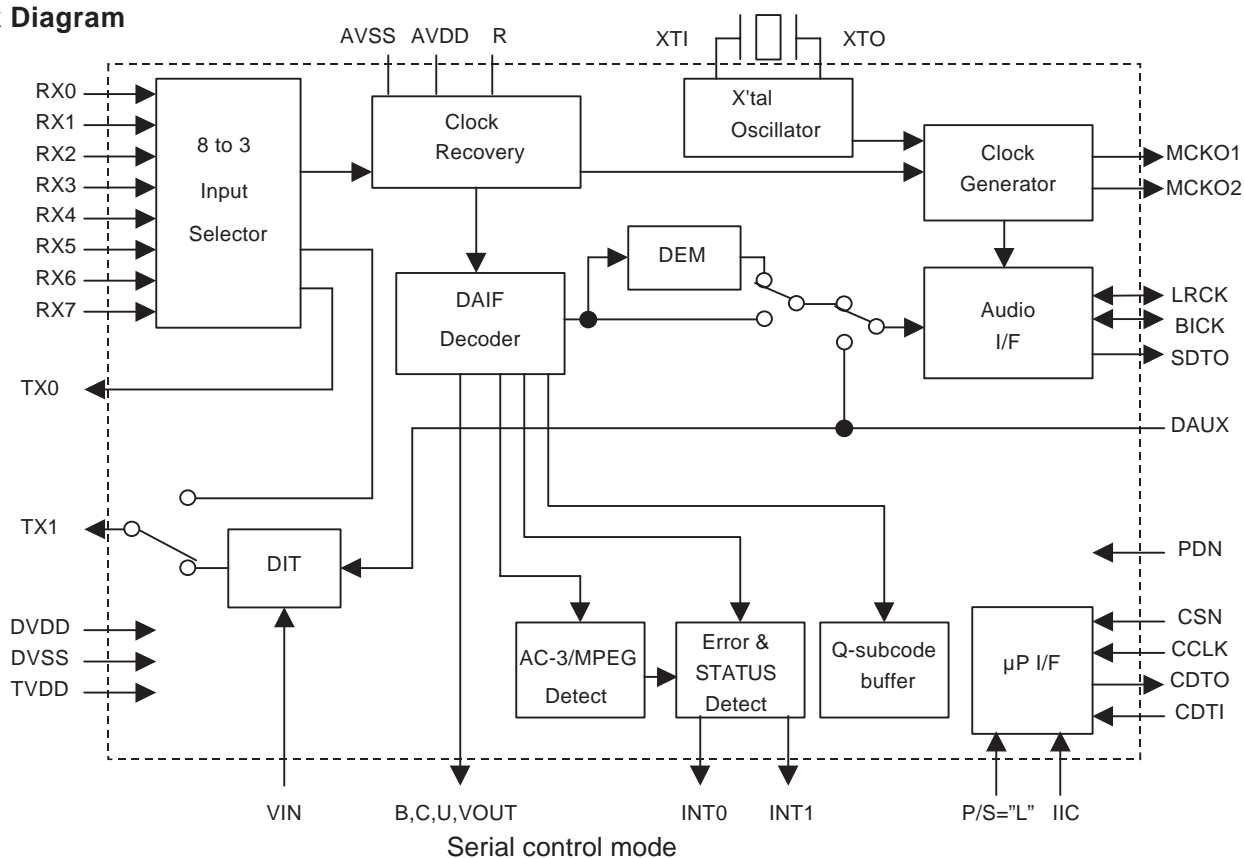 Diagram
AVSS AVDD R
XTI XTO
RX0
RX1
RX2
RX3
RX4
RX5
RX6
RX7
8 to 3
Input
Selector
Clock
Recovery
X'tal
Oscillator
Clock
Generator
MCKO1
MCKO2
DEM
DAIF
Decoder
Audio
I/F
LRCK
BICK
SDTO
TX0
DAUX
TX1
DIT
PDN
DVDD
DVSS
TVDD
AC-3/MPEG
Detect
Error &
STATUS
Detect
Q-subcode
buffer
µP I/F
CSN
CCLK
CDTO
CDTI
VIN
B,C,U,VOUT
INT0
INT1
P/S=”L” IIC
Serial control mode